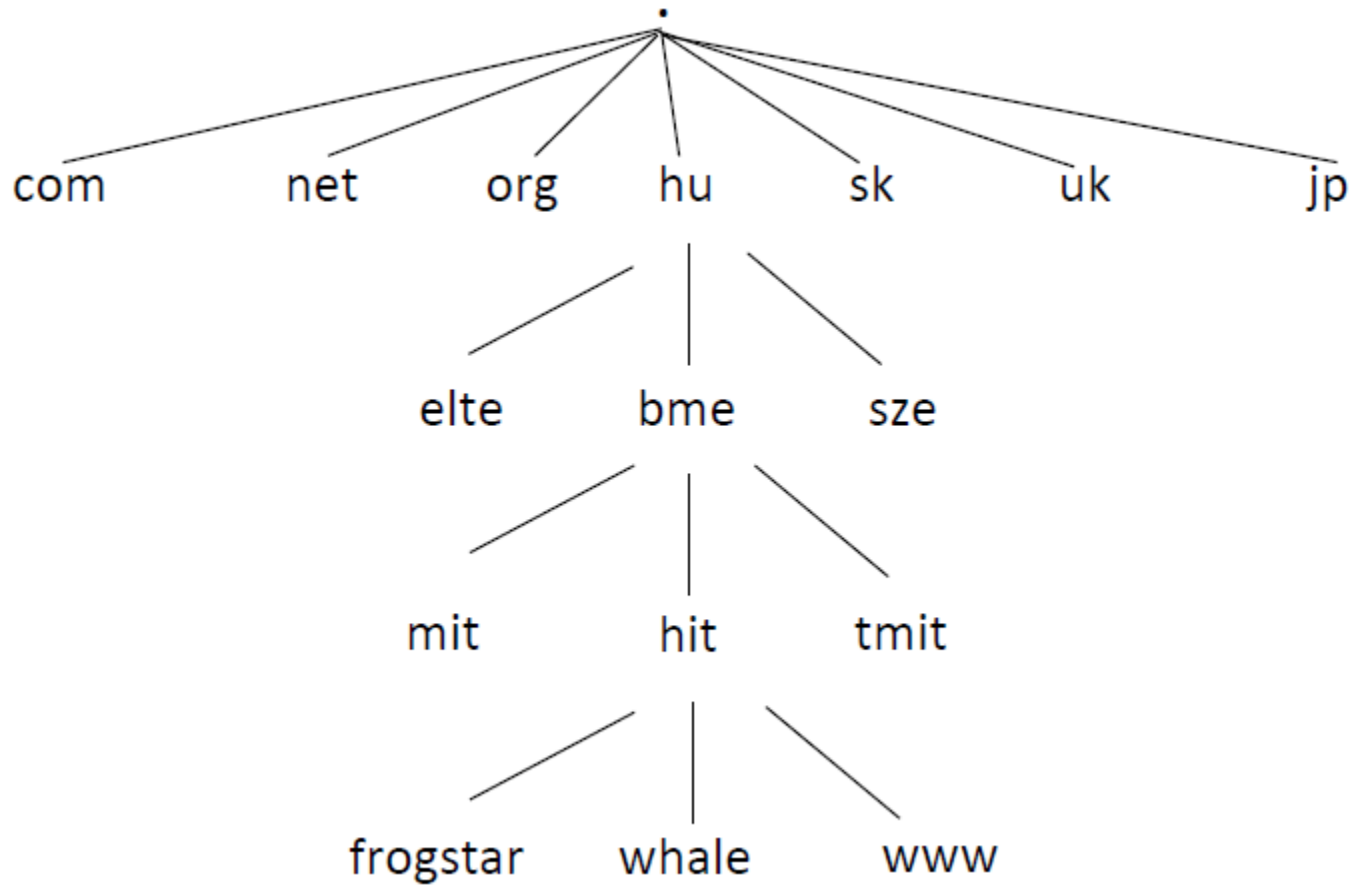 .
com net org hu sk uk jp
elte bme sze
mit hit tmit
frogstar whale www